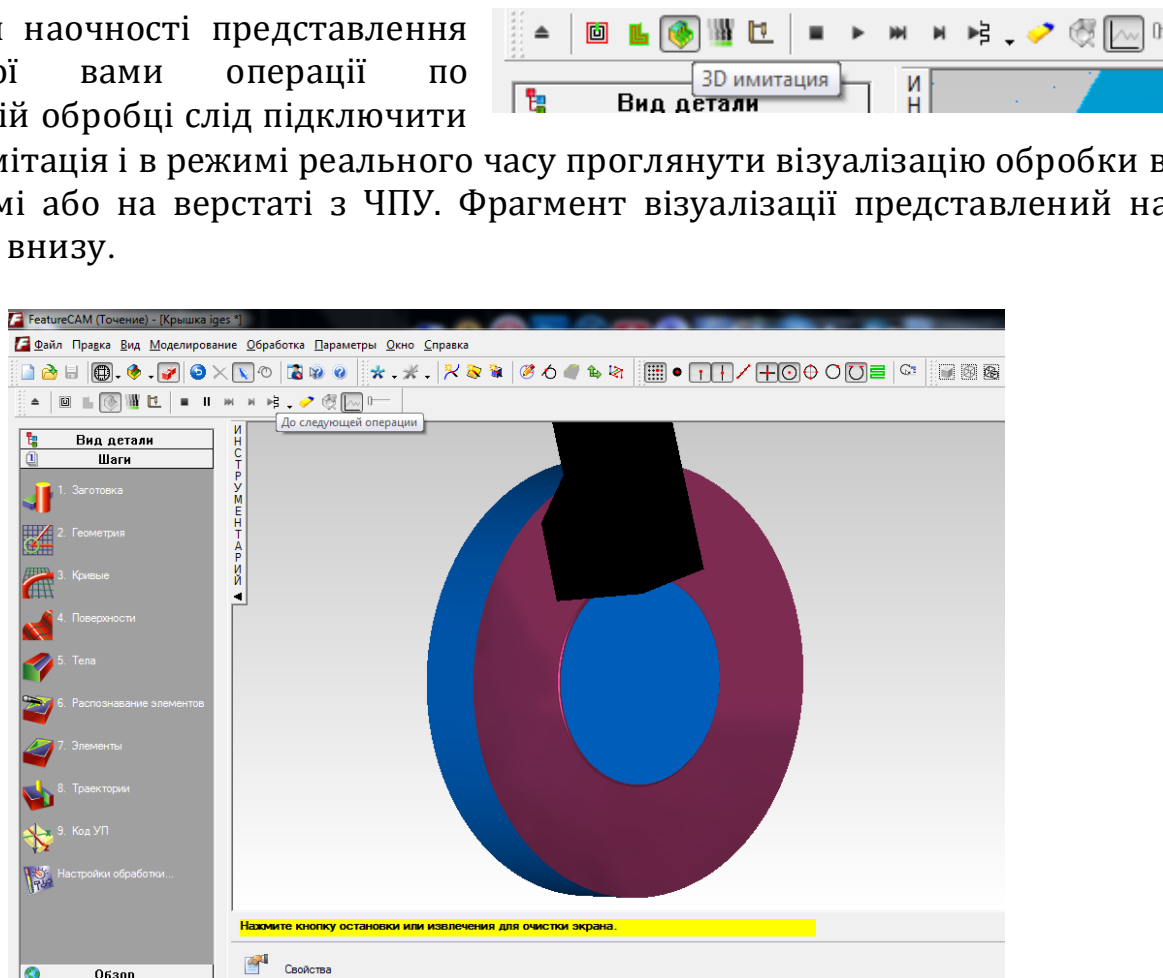 наочності представлення
вами операції по
обробці слід підключити
3D имитация
Вид детали
И
Н
і в режимі реального часу проглянути візуалізацію обробки в
або на верстаті з ЧПУ. Фрагмент візуалізації представлений на
внизу.
FeatureCAM (Точение) - [Крышка iges *]
Файл Правка Вид Моделирование Обработка Параметры Окно Справка
До следующей операции
Вид детали
Шаги
1. Заготовка
2. Геометрия
3. Кривые
4. Поверхности
5. Тела
6. Распознавание элементов
7. Элементы
8. Траектории
9. Код УП
Настройки обработки...
Обзор
ИНСТРУМЕНТАРИЙ
Нажмите кнопку остановки или извлечения для очистки экрана.
Свойства